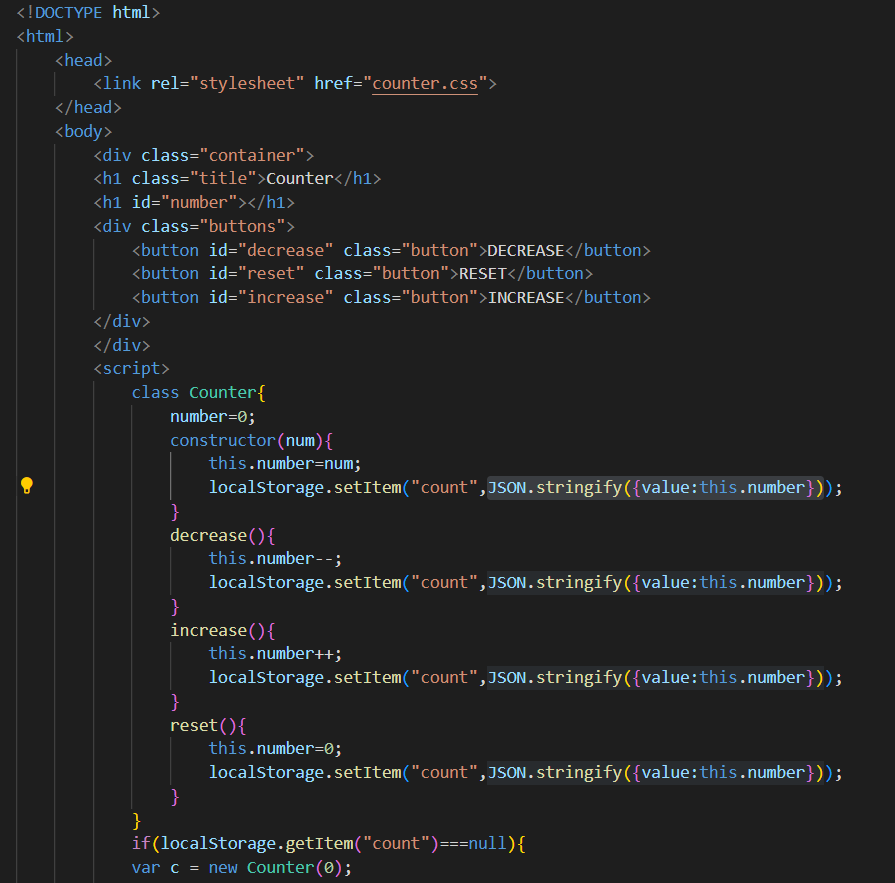 <!DOCTYPE html>
<html>
<head>
<link rel="stylesheet" href="counter.css">
</head>
<body>
<div class="container">
<h1 class="title">Counter</h1>
<h1 id="number"></h1>
<div class="buttons">
<button id="decrease" class="button">DECREASE</button>
<button id="reset" class="button">RESET</button>
<button id="increase" class="button">INCREASE</button>
</div>
</div>
<script>
class Counter{
number=0;
constructor(num){
this.number=num;
localStorage.setItem("count",JSON.stringify({value:this.number}));
}
decrease(){
this.number--;
localStorage.setItem("count",JSON.stringify({value:this.number}));
}
increase(){
this.number++;
localStorage.setItem("count",JSON.stringify({value:this.number}));
}
reset(){
this.number=0;
localStorage.setItem("count",JSON.stringify({value:this.number}));
}
}
if(localStorage.getItem("count")===null){
var c = new Counter(0);